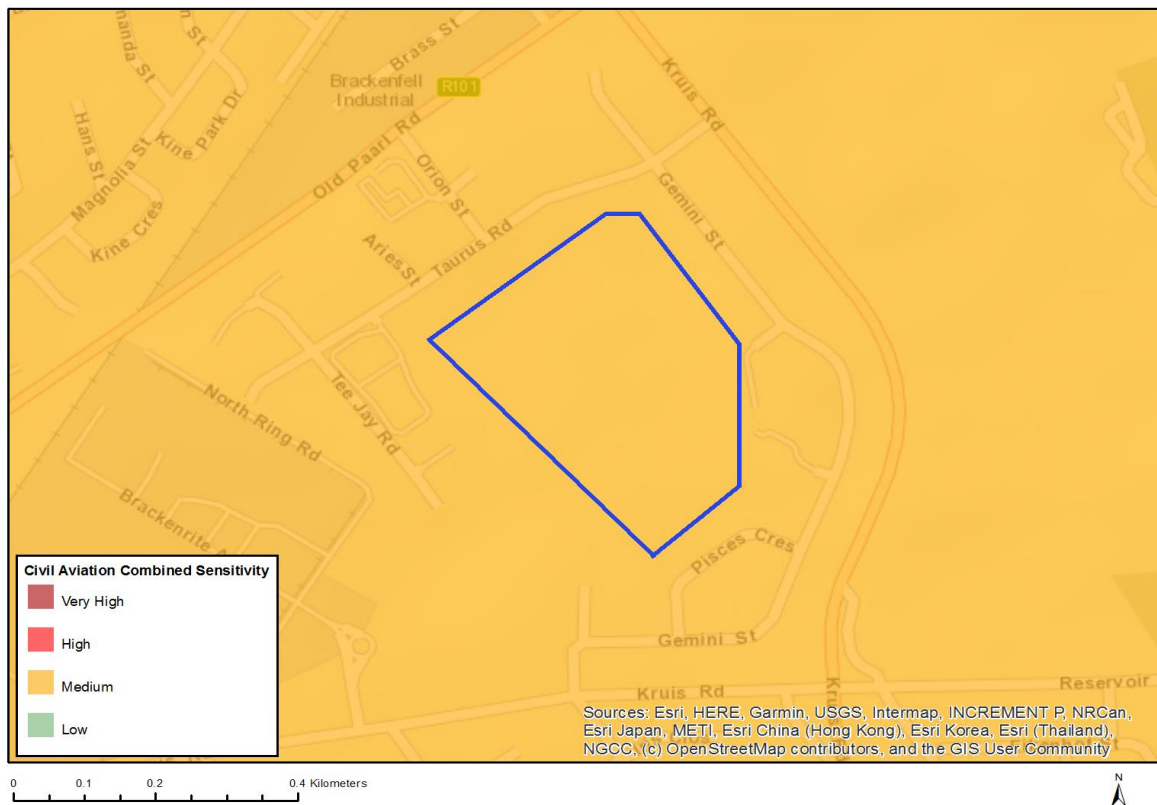 manda St
Brass St
Brackenfell
Industrial
R101
Kruis Rd
Hans St
Kine Park Dr
Magnolia St
Old Paarl Rd
Orion St
Kine Cres
Gemini St
Aries St
Taurus Rd
North Ring Rd
Tee Jay Rd
Brackenrite A
Pisces Cres
Gemini St
Kruis Rd
Reservoir
Civil Aviation Combined Sensitivity
Very High
High
Medium
Low
Sources: Esri, HERE, Garmin, USGS, Intermap, INCREMENT P, NRCan,
Esri Japan, METI, Esri China (Hong Kong), Esri Korea, Esri (Thailand),
NGCC, (c) OpenStreetMap contributors, and the GIS User Community
0 0.1 0.2 0.4 Kilometers
N